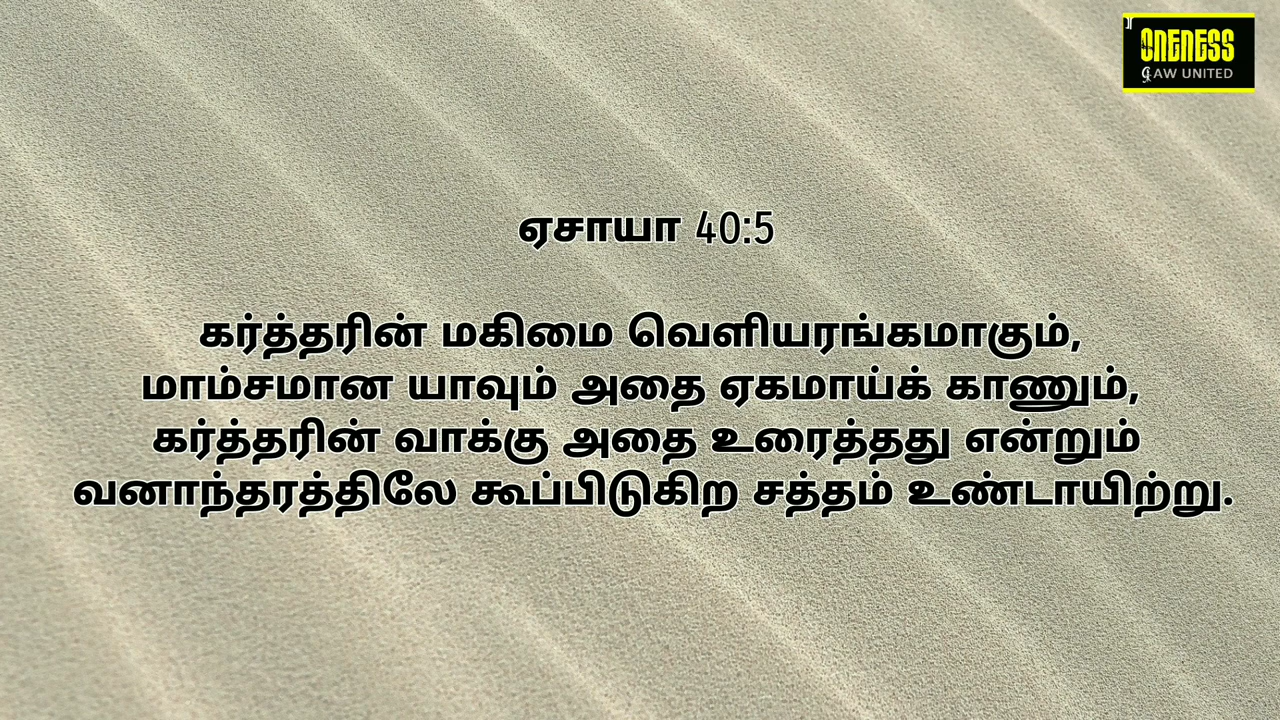 ONENESS
LAW UNITED
ஏசாயா 40:5
கர்த்தரின் மகிமை வெளியரங்கமாகும்,
மாம்சமான யாவும் அதை ஏகமாய்க் காணும்,
கர்த்தரின் வாக்கு அதை உரைத்தது என்றும்
வனாந்தரத்திலே கூப்பிடுகிற சத்தம் உண்டாயிற்று.